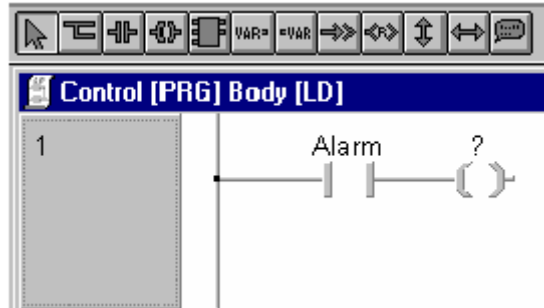 VAR= =VAR <R>
Control [PRG] Body [LD]
1 Alarm ?